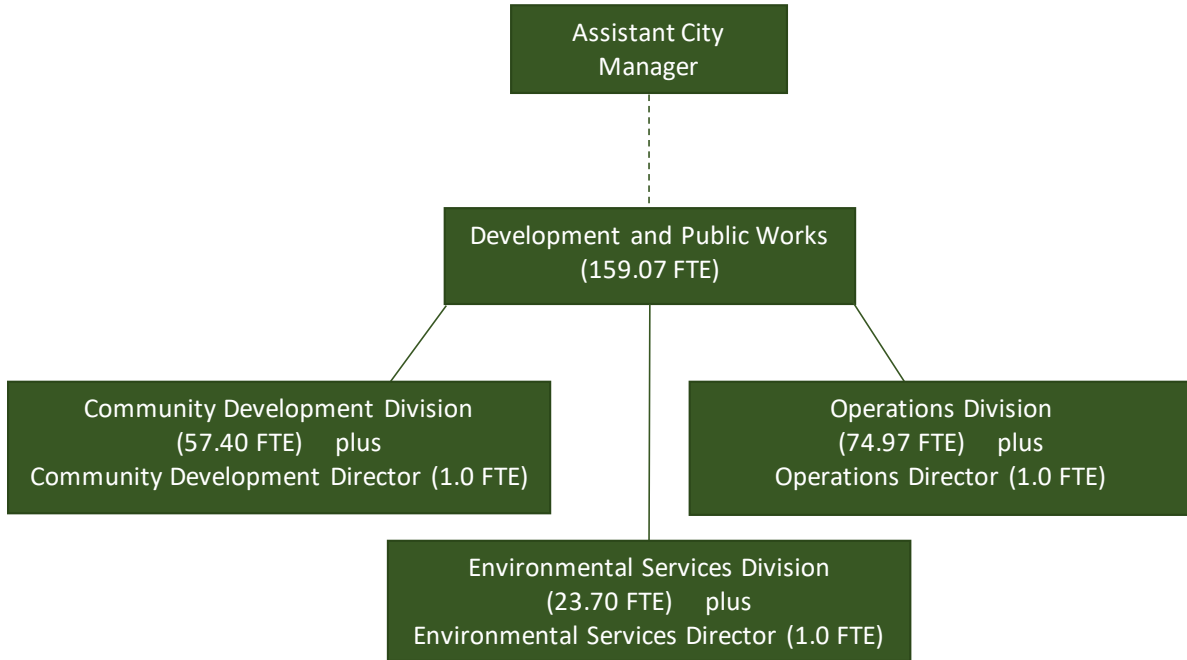 Assistant City
Manager
Development and Public Works
(159.07 FTE)
Community Development Division
(57.40 FTE) plus
Community Development Director (1.0 FTE)
Operations Division
(74.97 FTE) plus
Operations Director (1.0 FTE)
Environmental Services Division
(23.70 FTE) plus
Environmental Services Director (1.0 FTE)